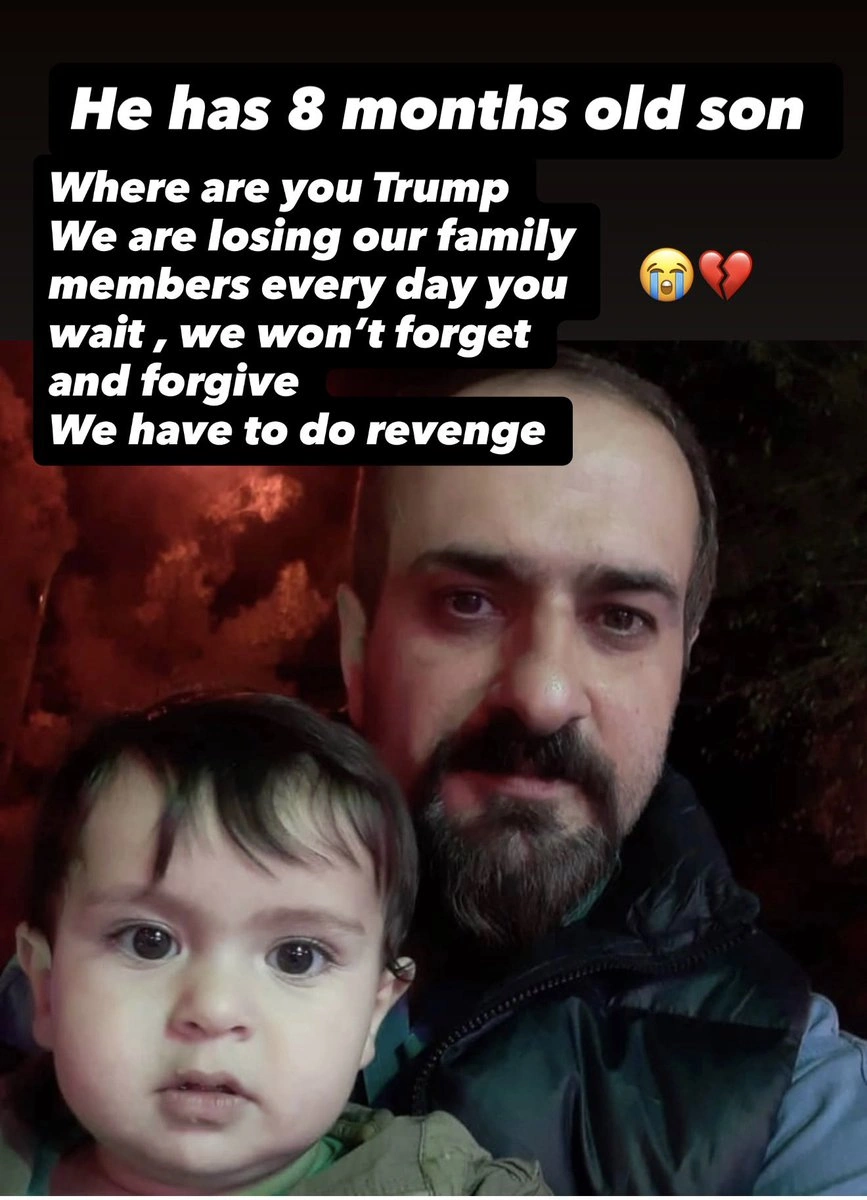 He has 8 months old son
Where are you Trump
We are losing our family
members every day you
wait , we won’t forget
and forgive
We have to do revenge